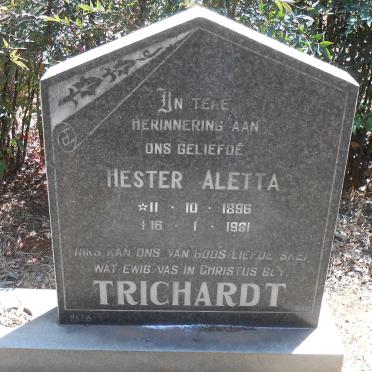 IN TERE
HERINNERING AAN
ONS GELIEFDE
HESTER ALETTA
☆11 · 10 · 1896
†16 · 1 · 1981
NIKS KAN ONS VAN GODS LIEFDE SKEI
WAT EWIG VAS IN CHRISTUS BLY
TRICHARDT